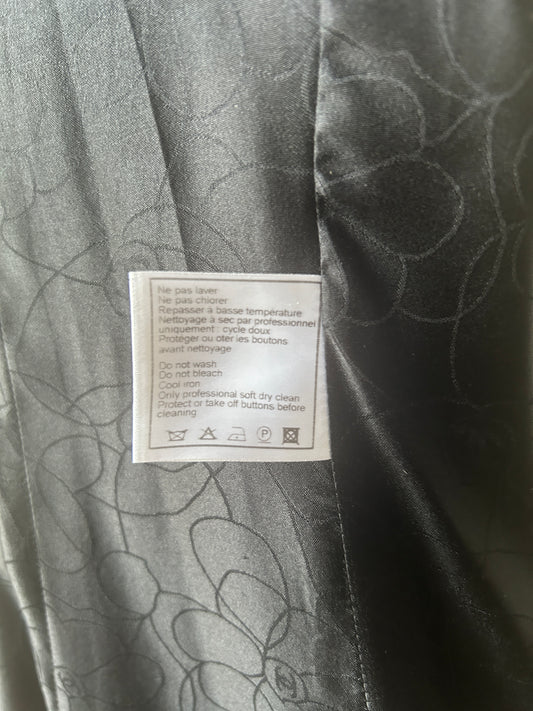 Ne pas laver
Ne pas chlorer
Repasser à basse température
Nettoyage à sec par professionnel
uniquement : cycle doux
Protéger ou oter les boutons
avant nettoyage
Do not wash
Do not bleach
Cool iron
Only professional soft dry clean
Protect or take off buttons before
cleaning
P